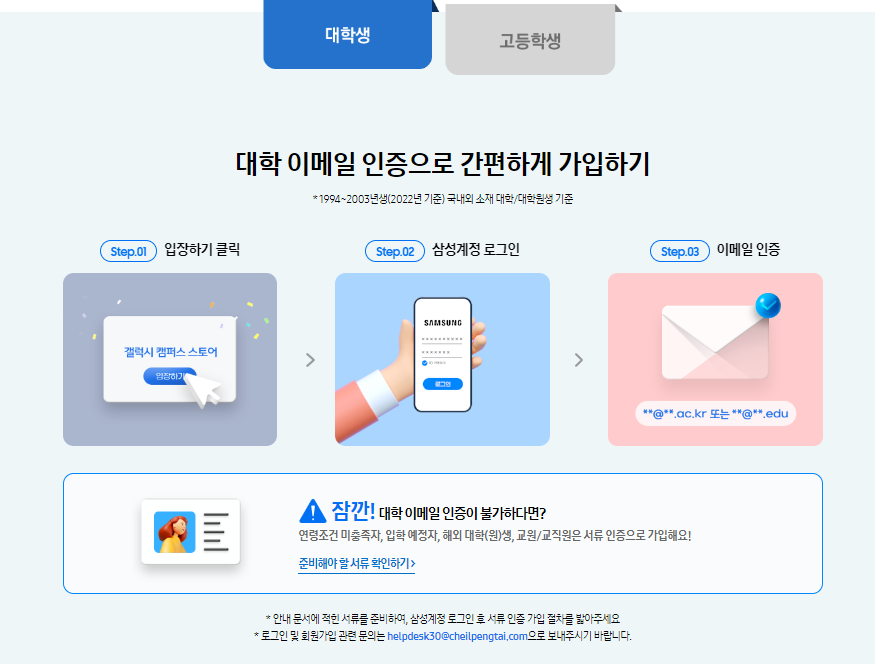 대학생
고등학생
대학 이메일 인증으로 간편하게 가입하기
*1994~2003년생(2022년 기준) 국내외 소재 대학/대학원생 기준
Step.01 입장하기 클릭
Step.02 삼성계정 로그인
Step.03 이메일 인증
갤럭시 캠퍼스 스토어
입장하기
SAMSUNG
로그인
**@**.ac.kr 또는 **@**.edu
잠깐! 대학 이메일 인증이 불가하다면?
연령조건 미충족자, 입학 예정자, 해외 대학(원)생, 교원/교직원은 서류 인증으로 가입해요!
준비해야 할 서류 확인하기>
* 안내 문서에 적힌 서류를 준비하여, 삼성계정 로그인 후 서류 인증 가입 절차를 밟아주세요
* 로그인 및 회원가입 관련 문의는 helpdesk30@cheilpengtai.com으로 보내주시기 바랍니다.